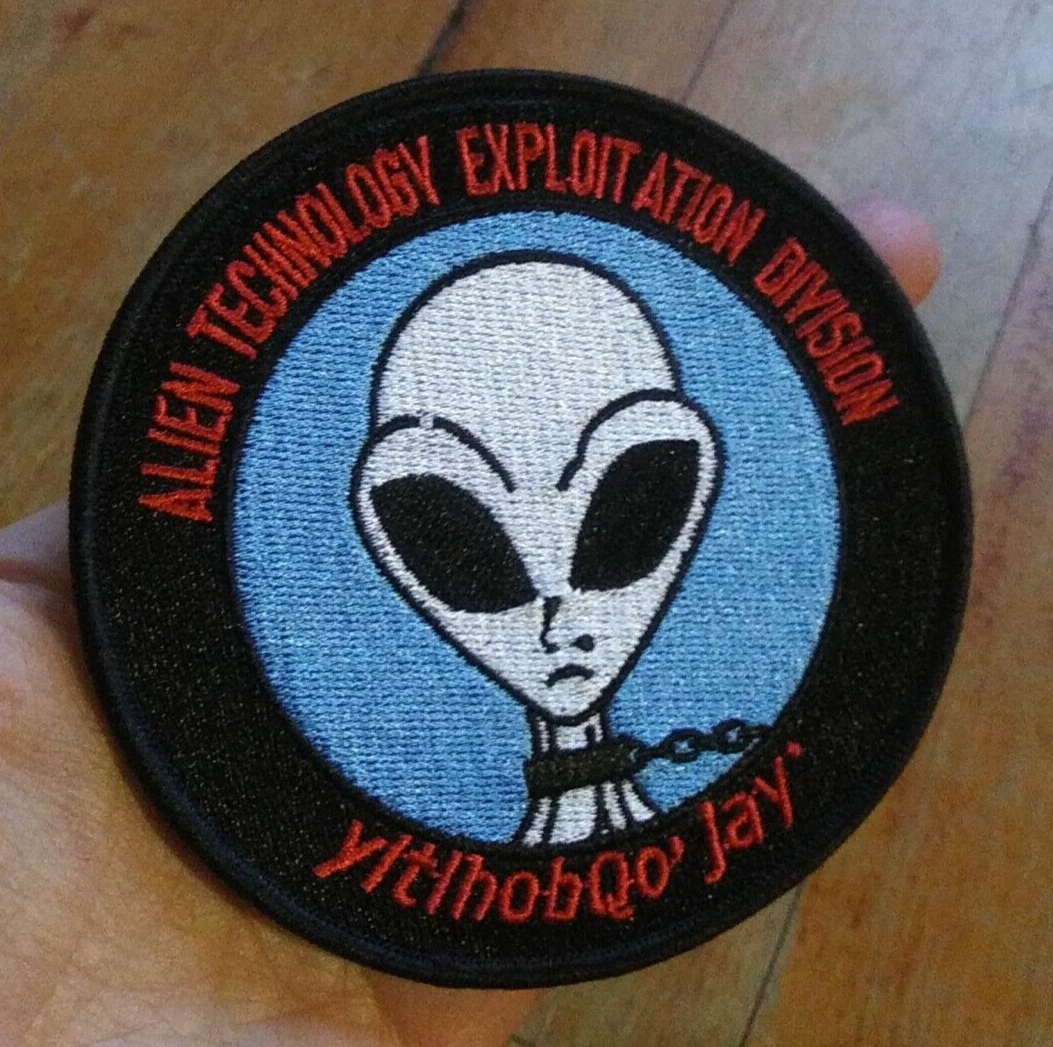 ALIEN TECHNOLOGY EXPLOITATION DIVISION
yItlhobQo' jay'